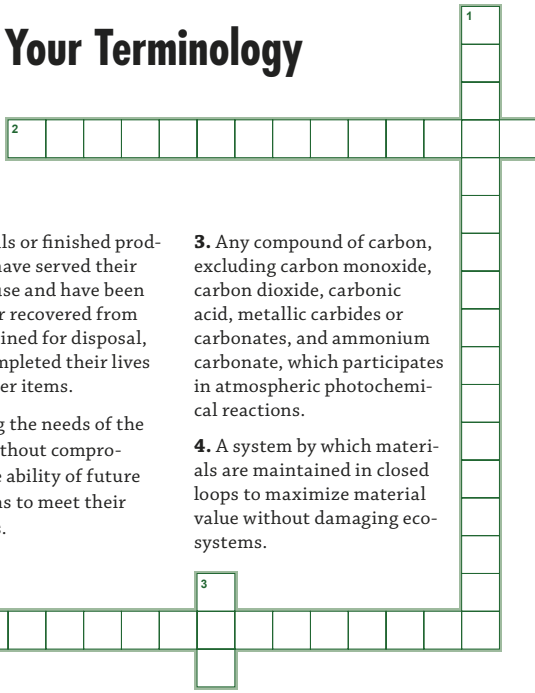 Your Terminology
1
2
ls or finished prod-
have served their
use and have been
r recovered from
ined for disposal,
mpleted their lives
er items.
g the needs of the
thout compro-
e ability of future
ns to meet their
s.
3. Any compound of carbon,
excluding carbon monoxide,
carbon dioxide, carbonic
acid, metallic carbides or
carbonates, and ammonium
carbonate, which participates
in atmospheric photochemi-
cal reactions.
4. A system by which materi-
als are maintained in closed
loops to maximize material
value without damaging eco-
systems.
3